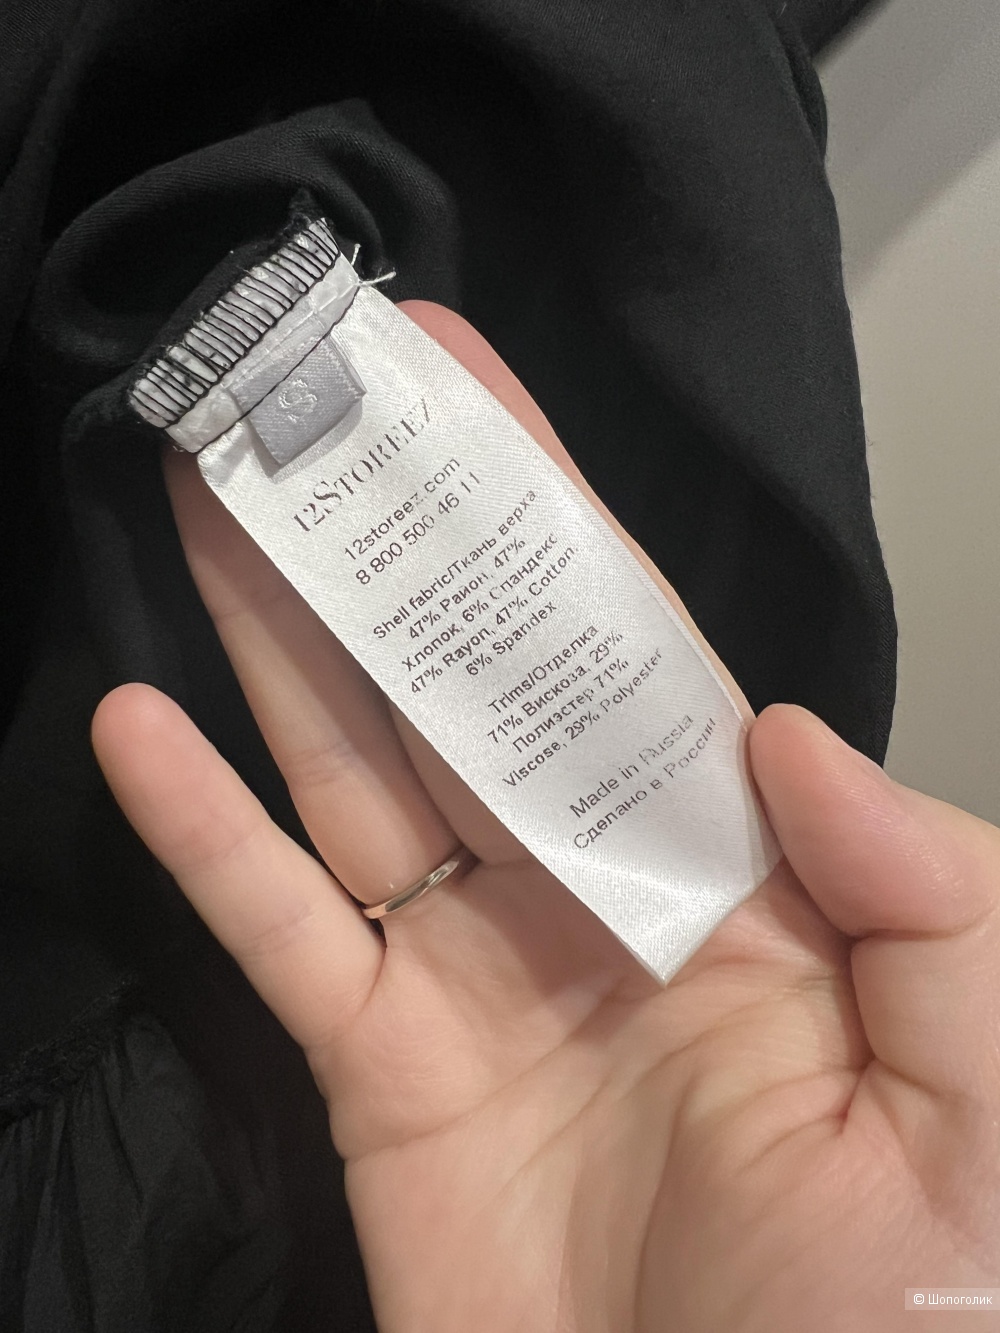 S
12STOREEZ
12storeez.com
8 800 500 46 11
Shell fabric/Ткань верха
47% Район, 47%
Хлопок, 6% Спандекс
47% Rayon, 47% Cotton.
6% Spandex
Trims/Отделка
71% Вискоза, 29%
Полиэстер 71%
Viscose, 29% Polyester
Made in Russia
Сделано в России
© Шопоголик